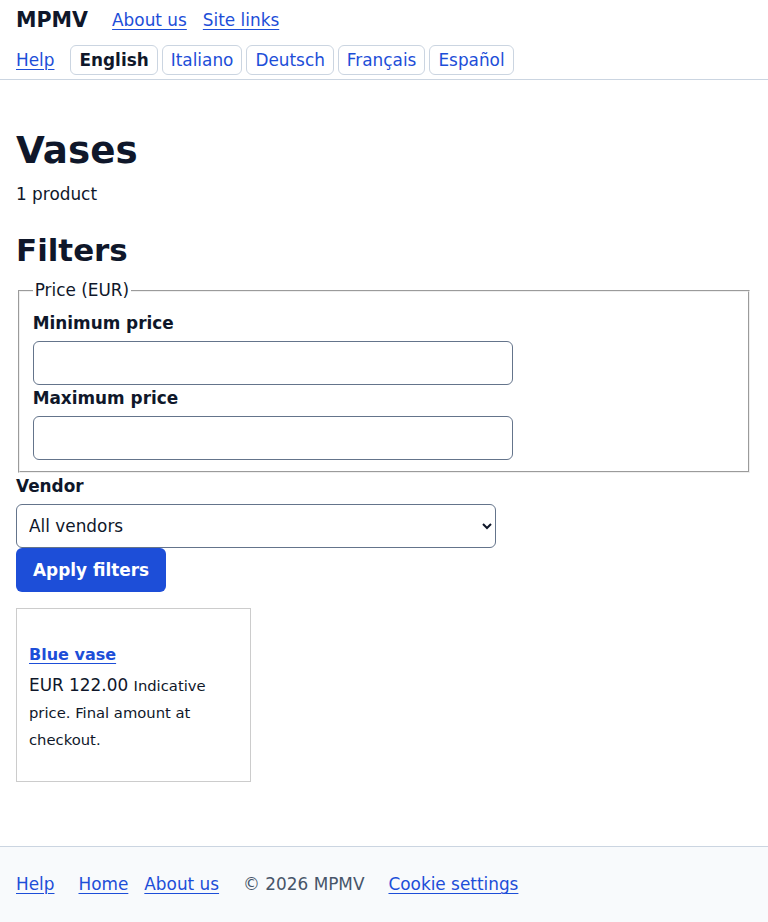 MPMV About us Site links
Help English Italiano Deutsch Français Español
Vases
1 product
Filters
Price (EUR)
Minimum price
Maximum price
Vendor
All vendors
Apply filters
Blue vase
EUR 122.00 Indicative
price. Final amount at
checkout.
Help Home About us © 2026 MPMV Cookie settings